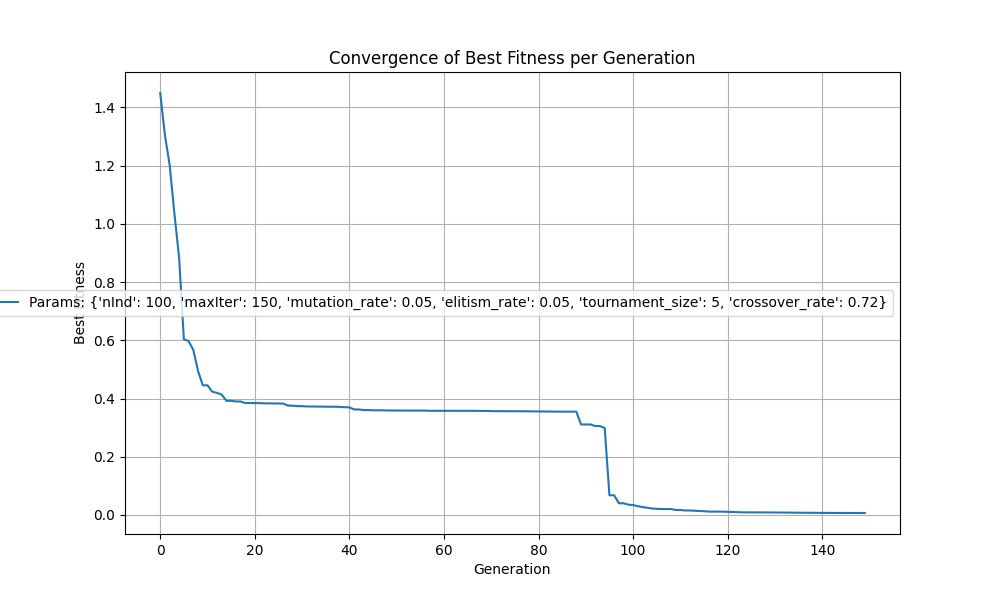 Convergence of Best Fitness per Generation
1.4
1.2
1.0
0.8
Params: {'nInd': 100, 'maxIter': 150, 'mutation_rate': 0.05, 'elitism_rate': 0.05, 'tournament_size': 5, 'crossover_rate': 0.72}
Best Fitness
0.6
0.4
0.2
0.0
0 20 40 60 80 100 120 140
Generation